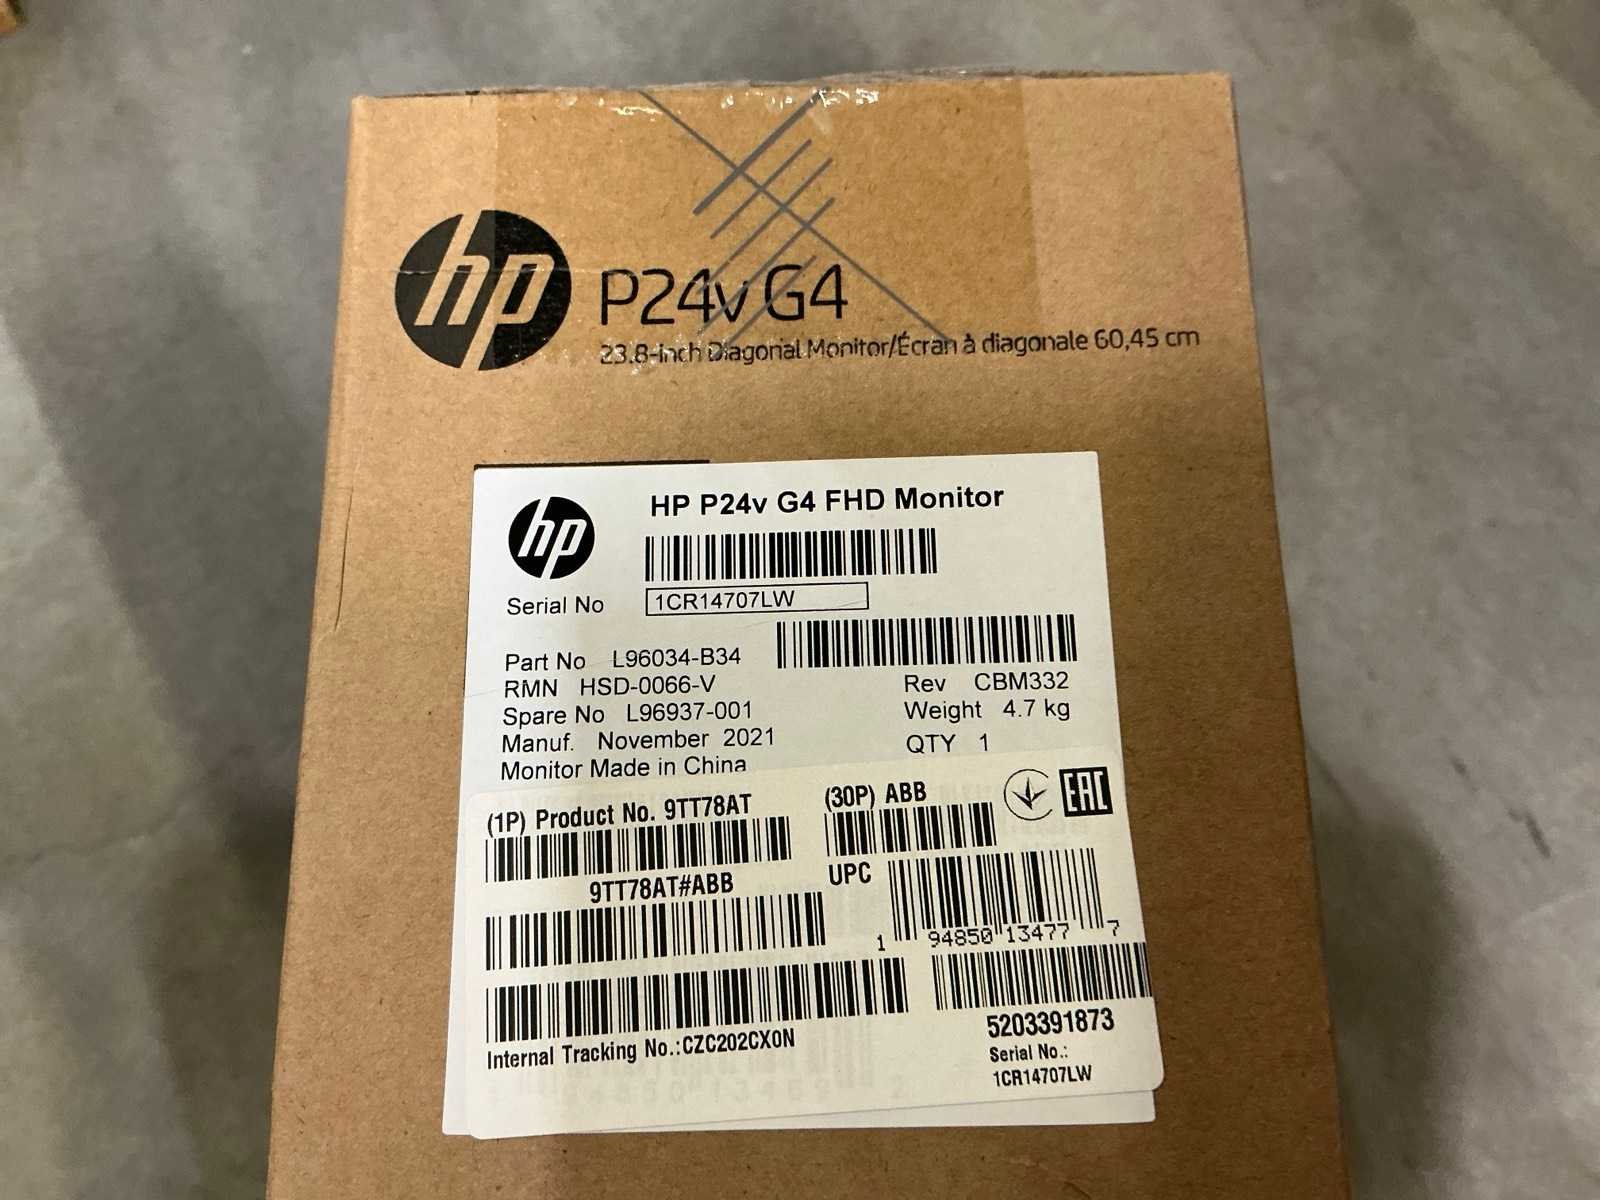 hp
P24v G4
23.8-inch Diagonal Monitor/Écran à diagonale 60,45 cm
hp
HP P24v G4 FHD Monitor
Serial No 1CR14707LW
Part No L96034-B34
RMN HSD-0066-V Rev CBM332
Spare No L96937-001 Weight 4.7 kg
Manuf. November 2021 QTY 1
Monitor Made in China
(1P) Product No. 9TT78AT (30P) ABB EAC
9TT78AT#ABB UPC
1 94850 13477 7
Internal Tracking No.:CZC202CX0N 5203391873
Serial No.:
1CR14707LW